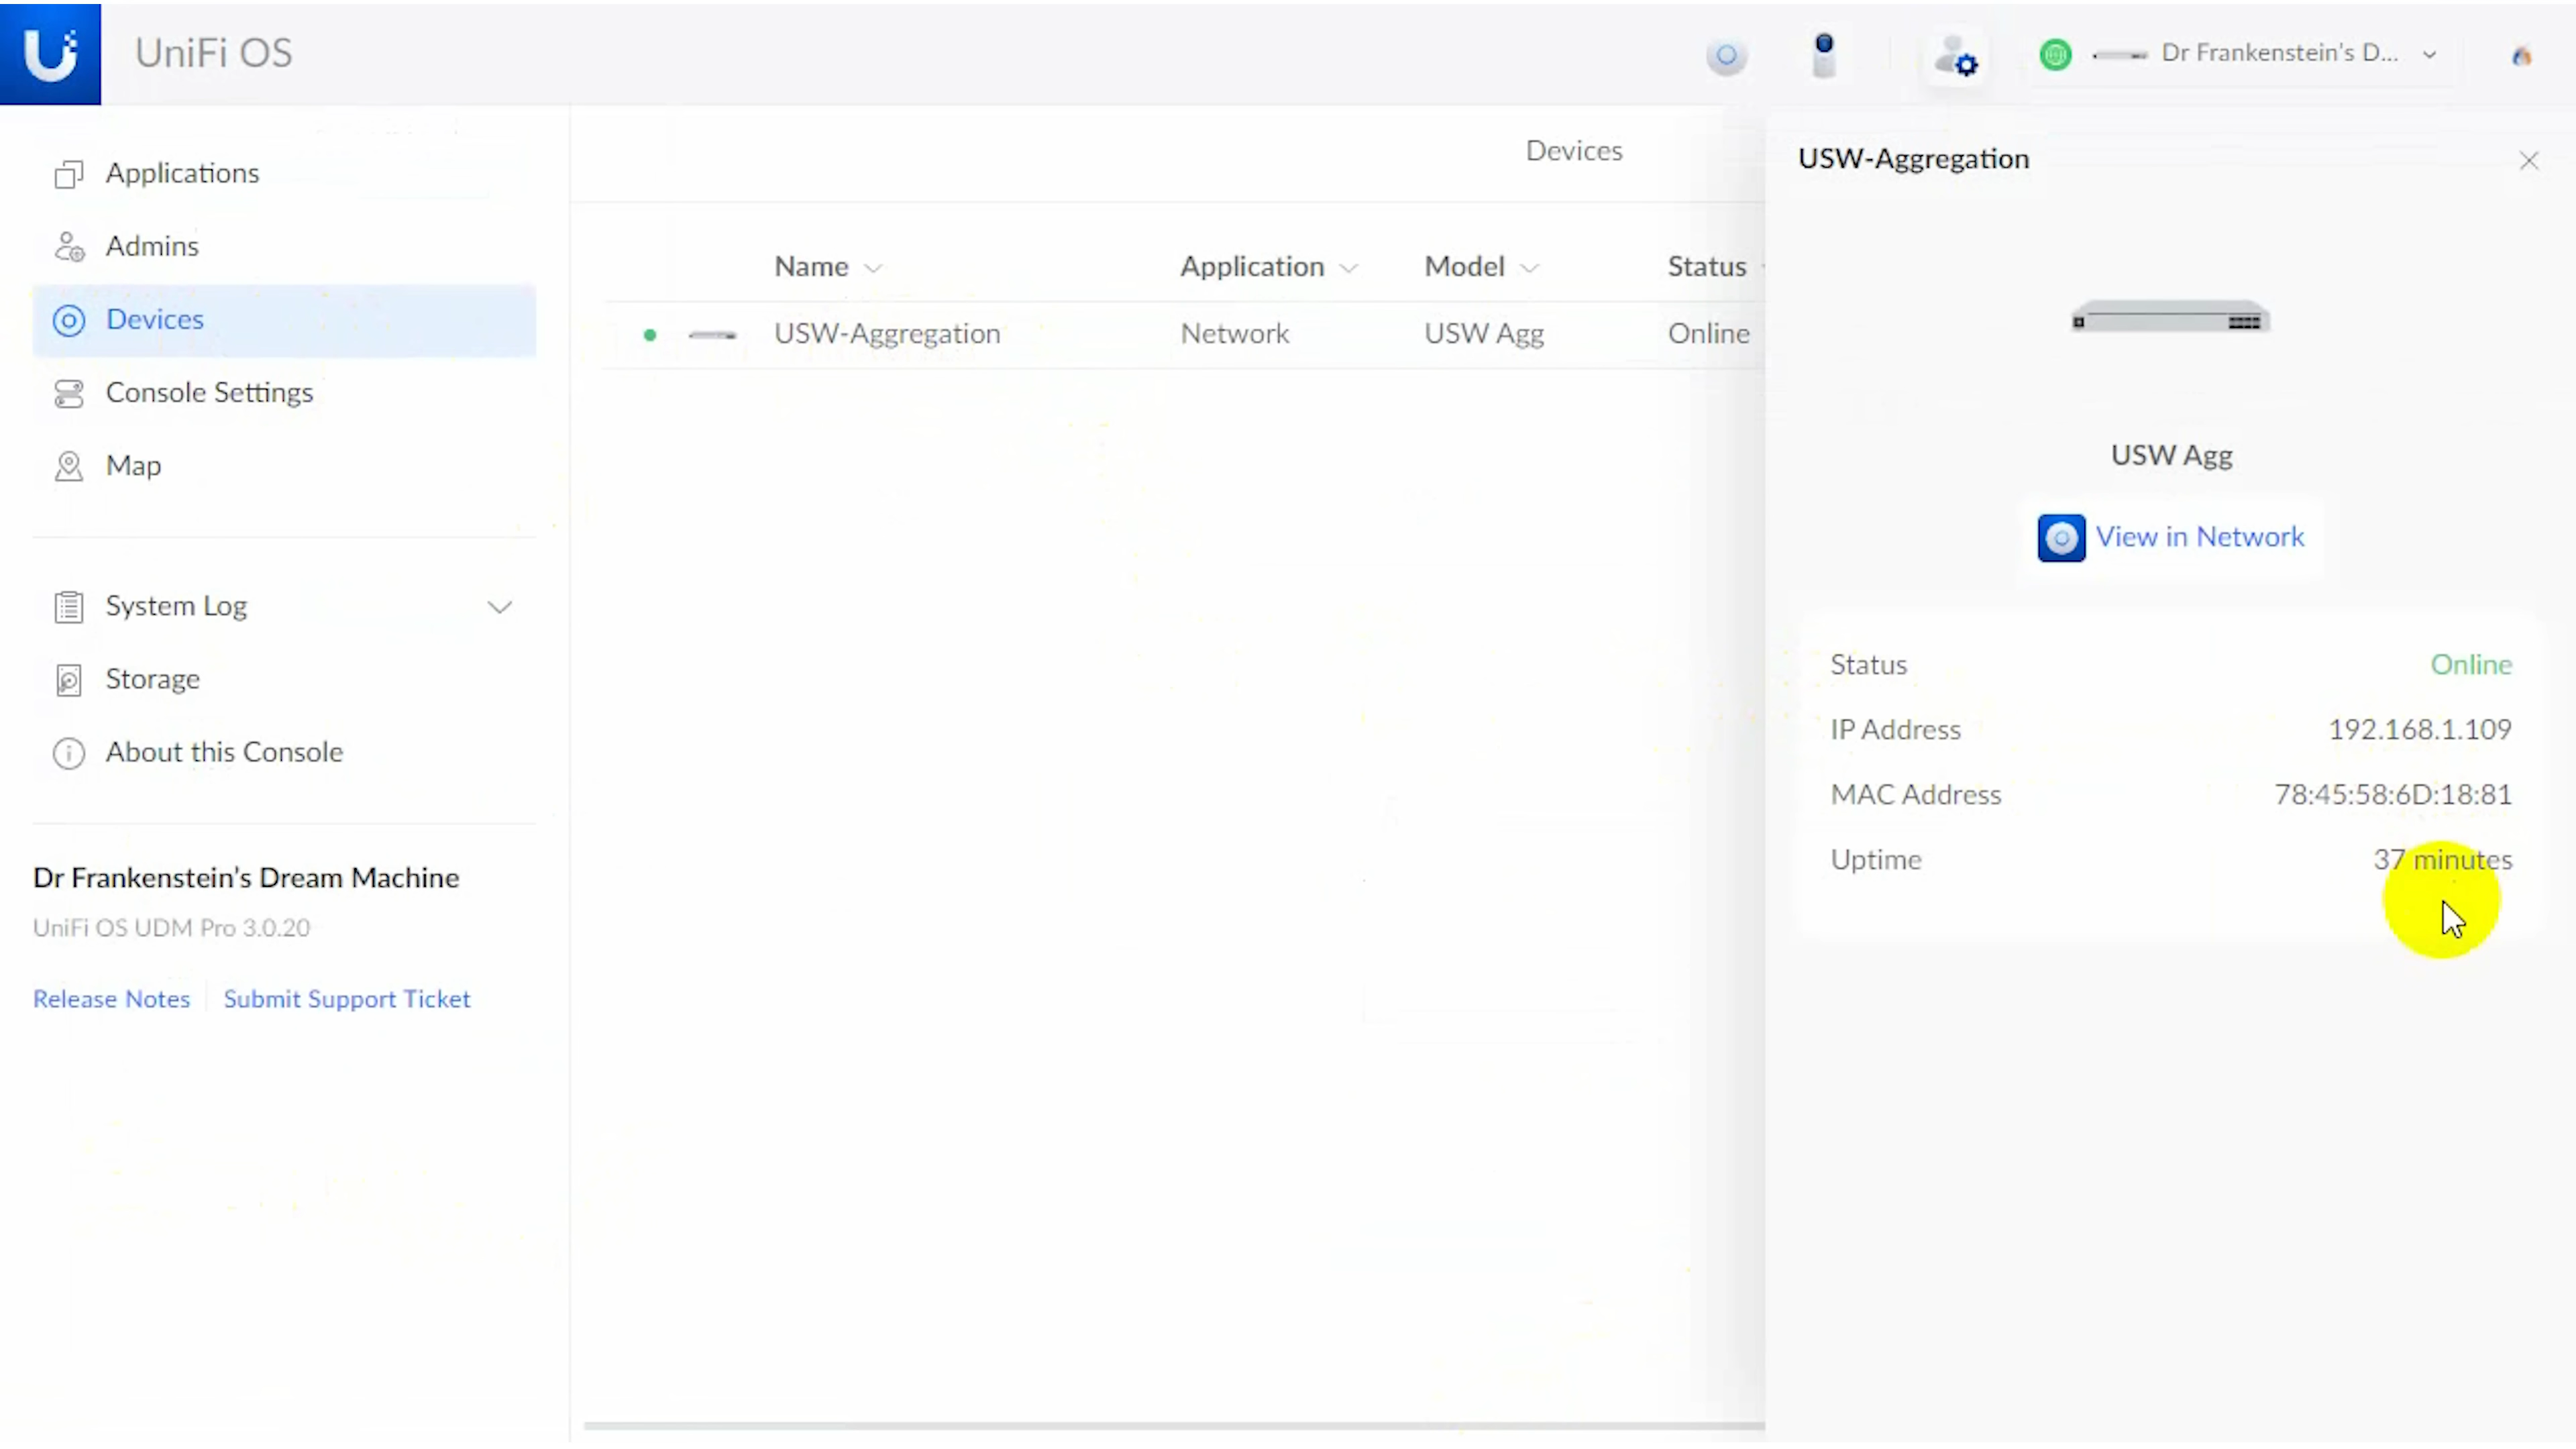 UniFi OS
Dr Frankenstein's D...
Applications
Admins
Devices
Console Settings
Map
System Log
Storage
About this Console
Dr Frankenstein's Dream Machine
UniFi OS UDM Pro 3.0.20
Release Notes
Submit Support Ticket
Devices
Name Application Model Status
USW-Aggregation Network USW Agg Online
USW-Aggregation
USW Agg
View in Network
Status Online
IP Address 192.168.1.109
MAC Address 78:45:58:6D:18:81
Uptime 37 minutes